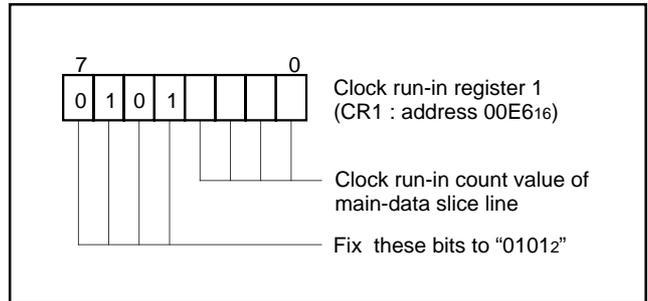 7 0
0 1 0 1
Clock run-in register 1
(CR1 : address 00E616)
Clock run-in count value of
main-data slice line
Fix these bits to “01012”